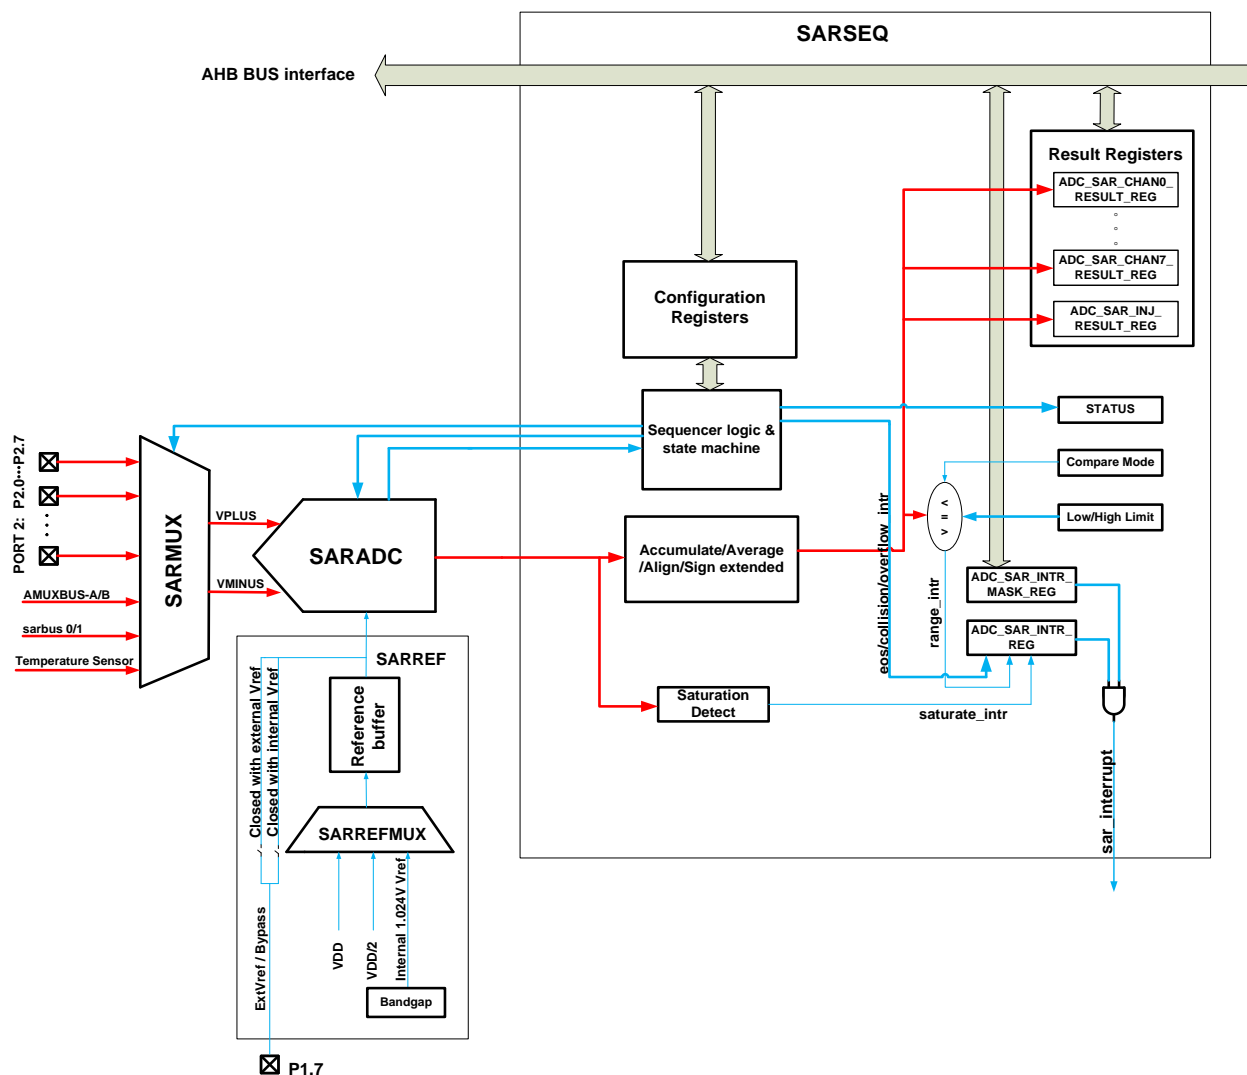 SARSEQ
AHB BUS interface
Result Registers
ADC_SAR_CHAN0_
RESULT_REG
ADC_SAR_CHAN7_
RESULT_REG
ADC_SAR_INJ_
RESULT_REG
Configuration
Registers
Sequencer logic &
state machine
STATUS
Compare Mode
Low/High Limit
> = <
PORT 2: P2.0···P2.7
SARMUX
VPLUS
VMINUS
SARADC
AMUXBUS-A/B
sarbus 0/1
Temperature Sensor
Accumulate/Average
/Align/Sign extended
eos/collision/overflow_intr
range_intr
ADC_SAR_INTR_
MASK_REG
ADC_SAR_INTR_
REG
Saturation
Detect
saturate_intr
sar_interrupt
SARREF
Closed with external Vref
Closed with internal Vref
Reference
buffer
SARREFMUX
ExtVref / Bypass
VDD
VDD/2
Internal 1.024V Vref
Bandgap
P1.7